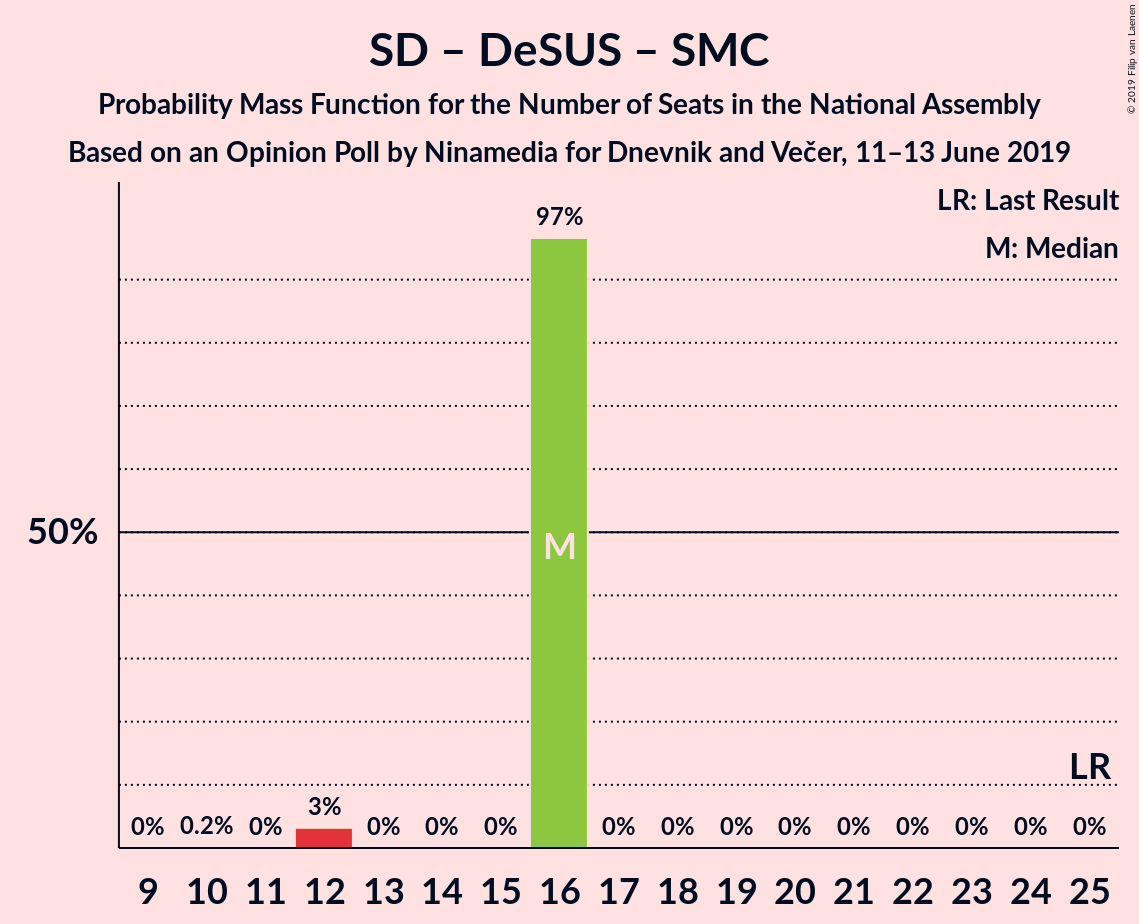 SD – DeSUS – SMC
Probability Mass Function for the Number of Seats in the National Assembly
Based on an Opinion Poll by Ninamedia for Dnevnik and Večer, 11–13 June 2019
© 2019 Filip van Laenen
LR: Last Result
M: Median
97%
50%
M
LR
0% 0.2% 0% 3% 0% 0% 0% 0% 0% 0% 0% 0% 0% 0% 0% 0%
9 10 11 12 13 14 15 16 17 18 19 20 21 22 23 24 25